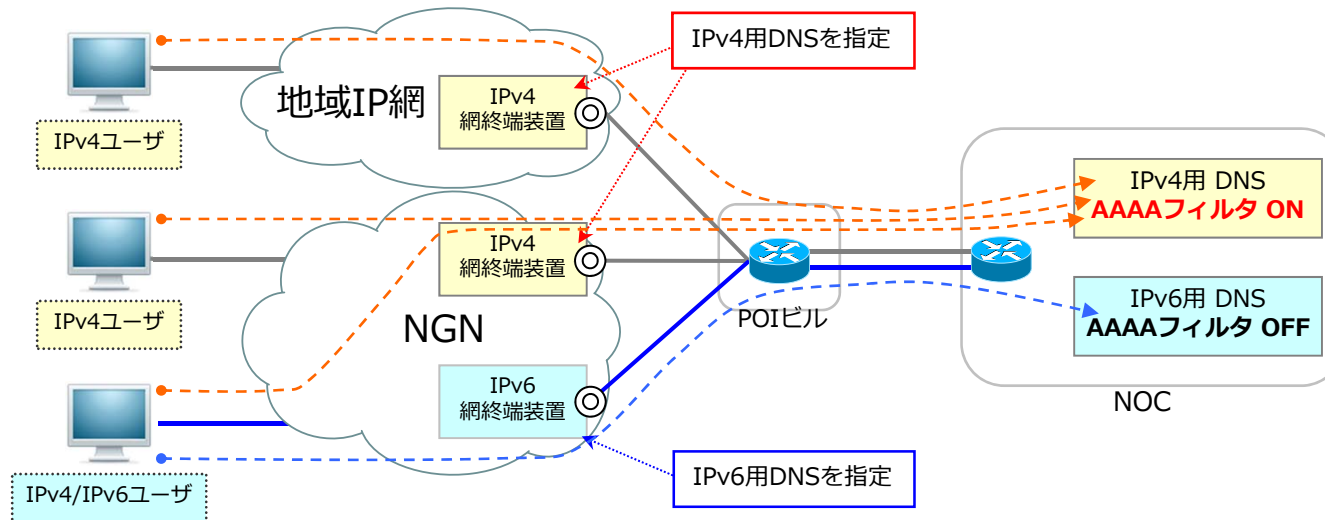 IPv4用DNSを指定
地域IP網
IPv4
網終端装置
IPv4ユーザ
IPv4用 DNS
AAAAフィルタ ON
IPv4
網終端装置
IPv4ユーザ
NGN
POIビル
IPv6用 DNS
AAAAフィルタ OFF
IPv6
網終端装置
NOC
IPv4/IPv6ユーザ
IPv6用DNSを指定